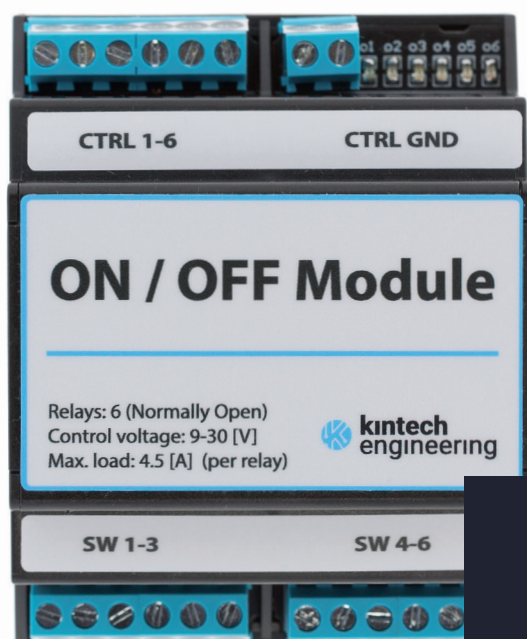 o1 o2 o3 o4 o5 o6
CTRL 1-6
CTRL GND
ON / OFF Module
Relays: 6 (Normally Open)
Control voltage: 9-30 [V]
Max. load: 4.5 [A] (per relay)
kintech
engineering
SW 1-3
SW 4-6